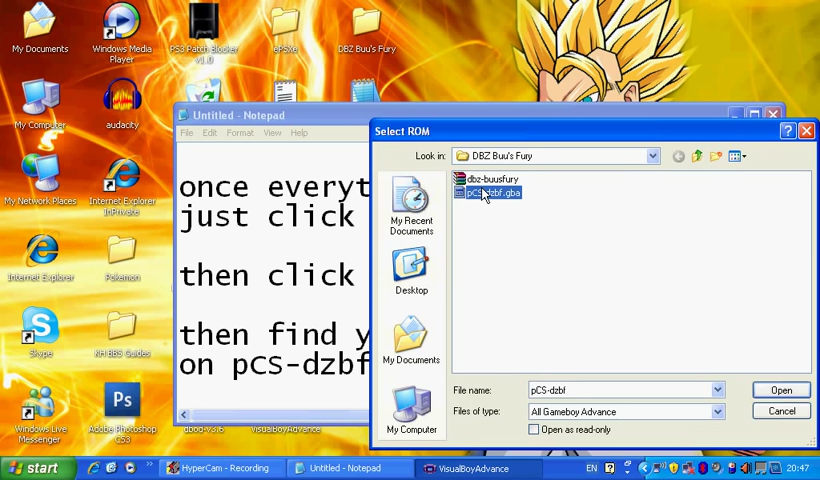 My Documents
Windows Media Player
PS3 Patch Blocker v1.0
ePSXe
DBZ Buu's Fury
My Computer
audacity
My Network Places
Internet Explorer InPrivate
Internet Explorer
Pokemon
Skype
KH BBS Guides
Windows Live Messenger
Adobe Photoshop CS3
VisualBoyAdvance
Untitled - Notepad
File Edit Format View Help
once everyt
just click
then click
then find y
on pCS-dzbf
Select ROM
Look in: DBZ Buu's Fury
dbz-buusfury
pCS-dzbf.gba
My Recent Documents
Desktop
My Documents
My Computer
File name: pCS-dzbf Open
Files of type: All Gameboy Advance Cancel
Open as read-only
start
HyperCam - Recording
Untitled - Notepad
VisualBoyAdvance
EN
20:47